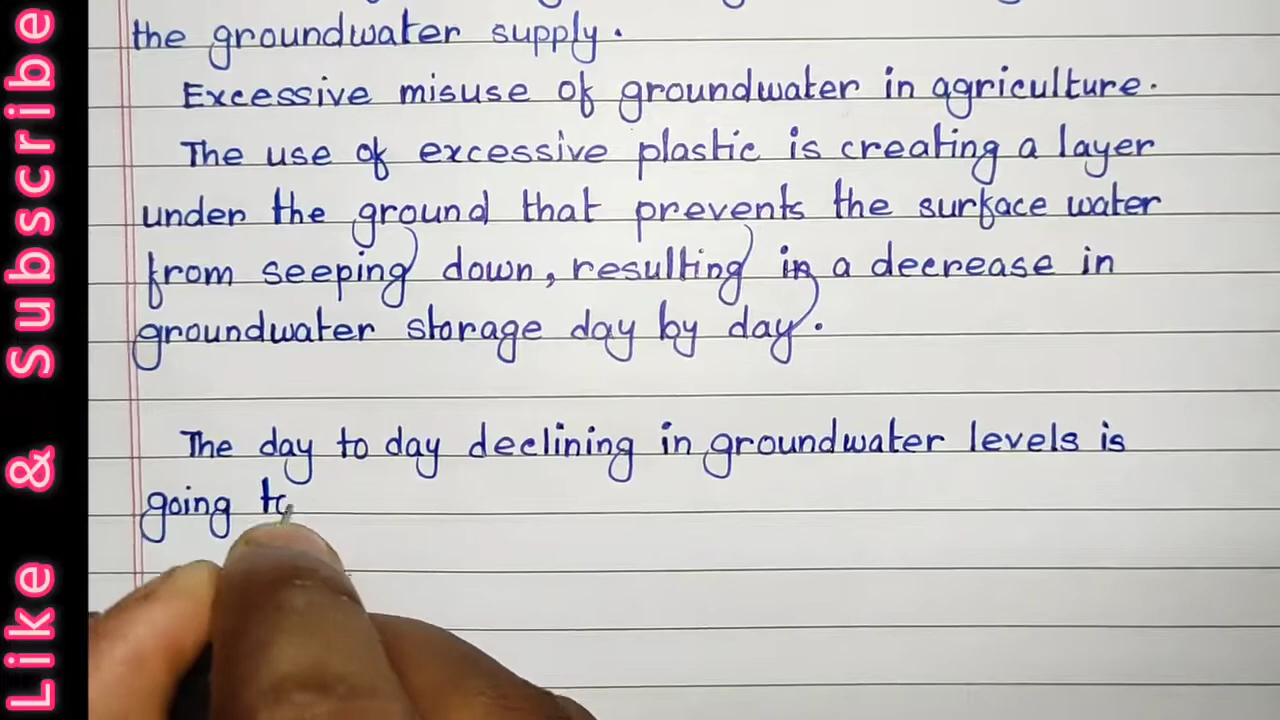 the groundwater supply.
Excessive misuse of groundwater in agriculture.
The use of excessive plastic is creating a layer
under the ground that prevents the surface water
from seeping down, resulting in a decrease in
groundwater storage day by day.
The day to day declining in groundwater levels is
going to
Like & Subscribe